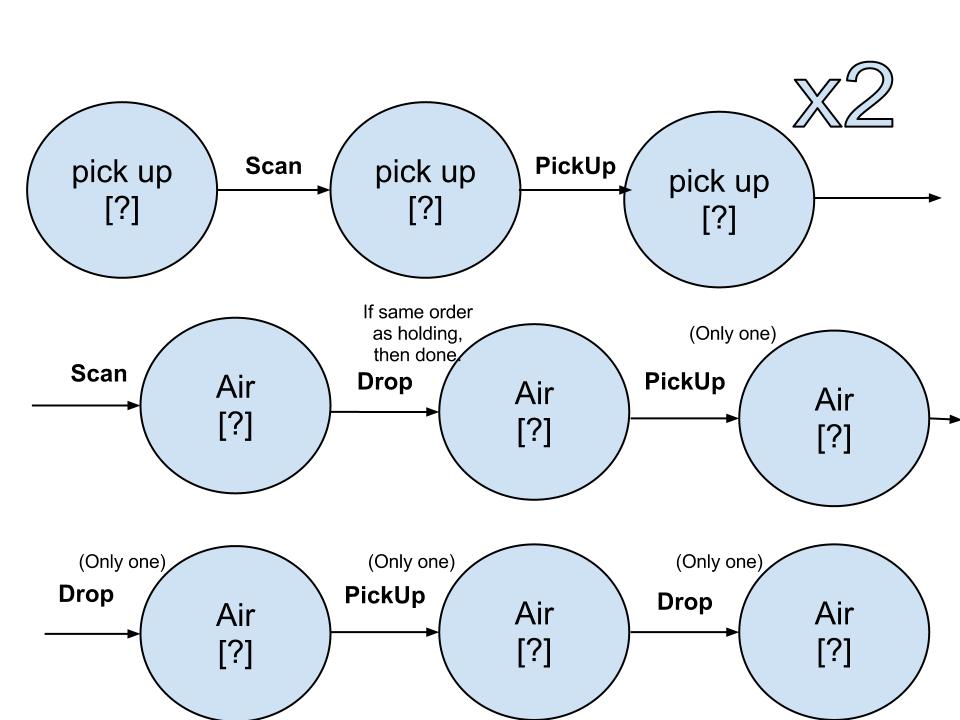 x2
pick up
[?]
Scan
pick up
[?]
PickUp
pick up
[?]
Scan
Air
[?]
If same order
as holding,
then done.
Drop
Air
[?]
PickUp
(Only one)
Air
[?]
(Only one)
Drop
Air
[?]
(Only one)
PickUp
Air
[?]
(Only one)
Drop
Air
[?]